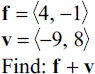 f = ⟨4, −1⟩
v = ⟨−9, 8⟩
Find: f + v